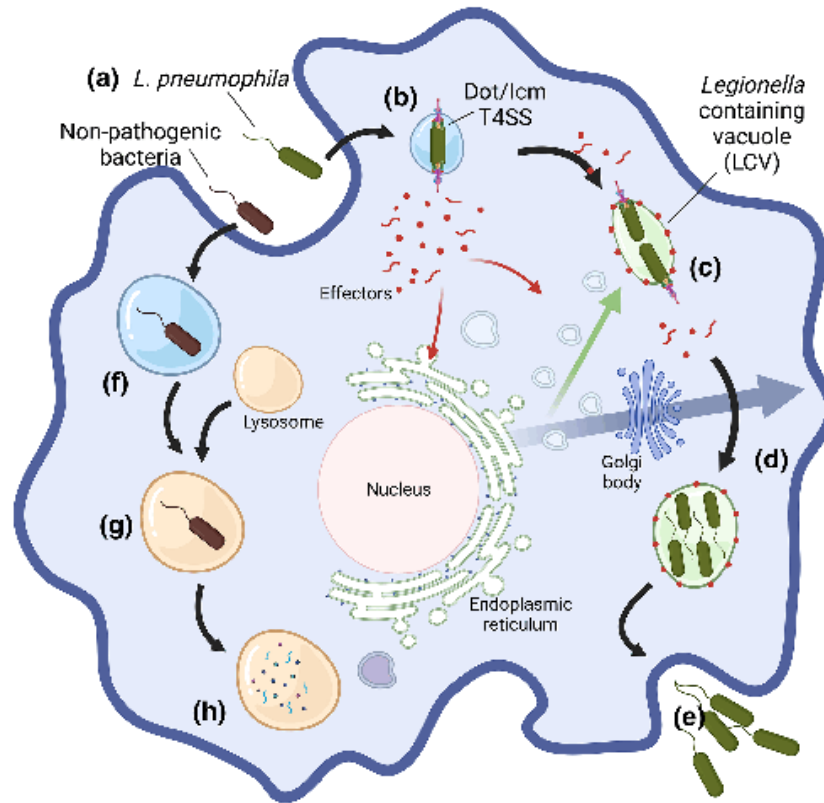 (a) L. pneumophila
Non-pathogenic
bacteria
(b)
Dot/Icm
T4SS
Legionella
containing
vacuole
(LCV)
(c)
Effectors
(f)
Lysosome
Golgi
body
(d)
Nucleus
(g)
Endoplasmic
reticulum
(h)
(e)